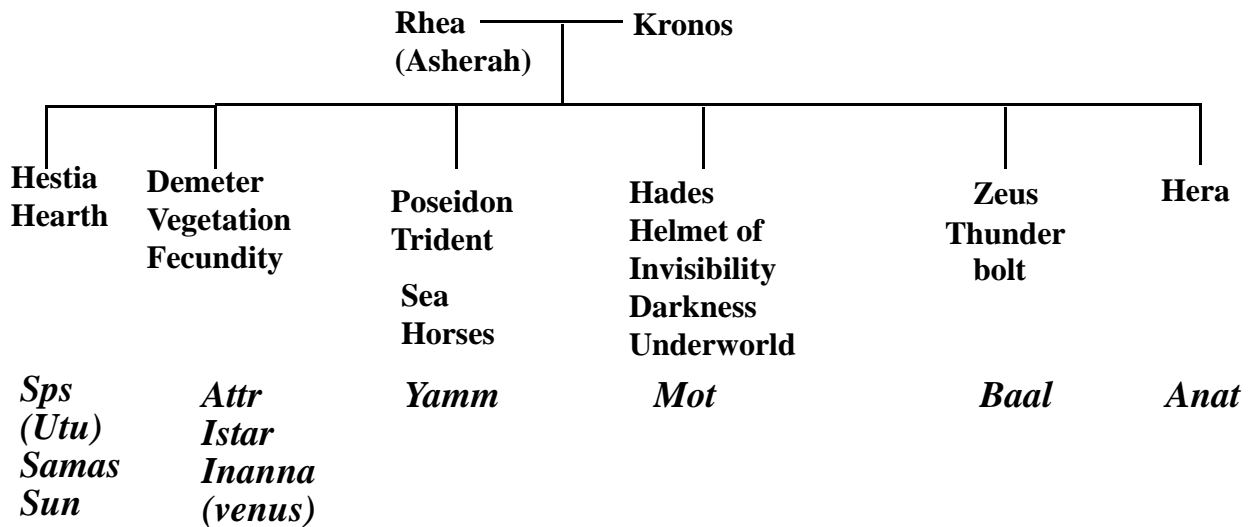 Rhea
(Asherah)
Kronos
Hestia
Hearth
Demeter
Vegetation
Fecundity
Poseidon
Trident
Sea
Horses
Hades
Helmet of
Invisibility
Darkness
Underworld
Zeus
Thunder
bolt
Hera
Sps
(Utu)
Samas
Sun
Attr
Istar
Inanna
(venus)
Yamm
Mot
Baal
Anat